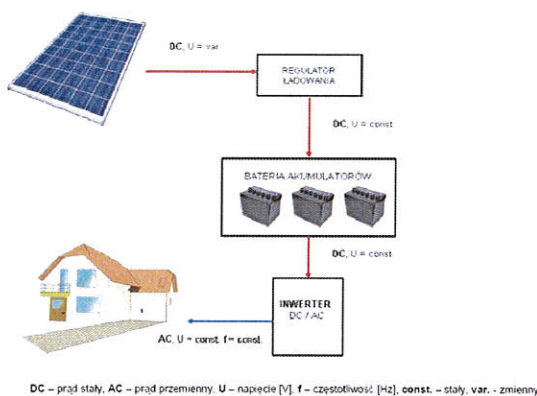 DC, U = var
REGULATOR
ŁADOWANIA
DC, U = const
BATERIA AKUMULATORÓW
DC, U = const
INWERTER
DC / AC
AC, U = const. f = const.
DC – prąd stały, AC – prąd przemienny, U – napięcie [V], f – częstotliwość [Hz], const. – stały, var. - zmienny